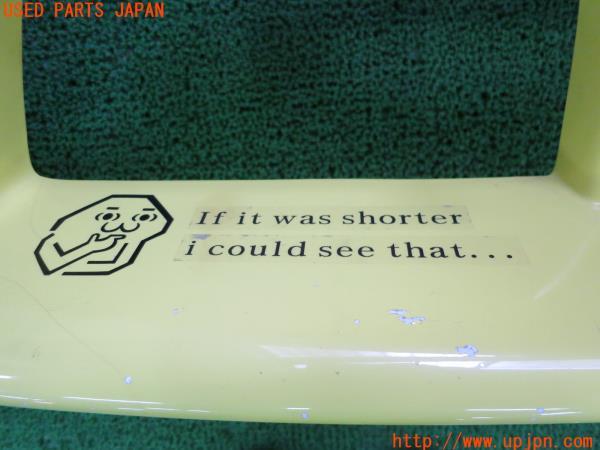 USED PARTS JAPAN
If it was shorter
i could see that...
http://www.upjpn.com/